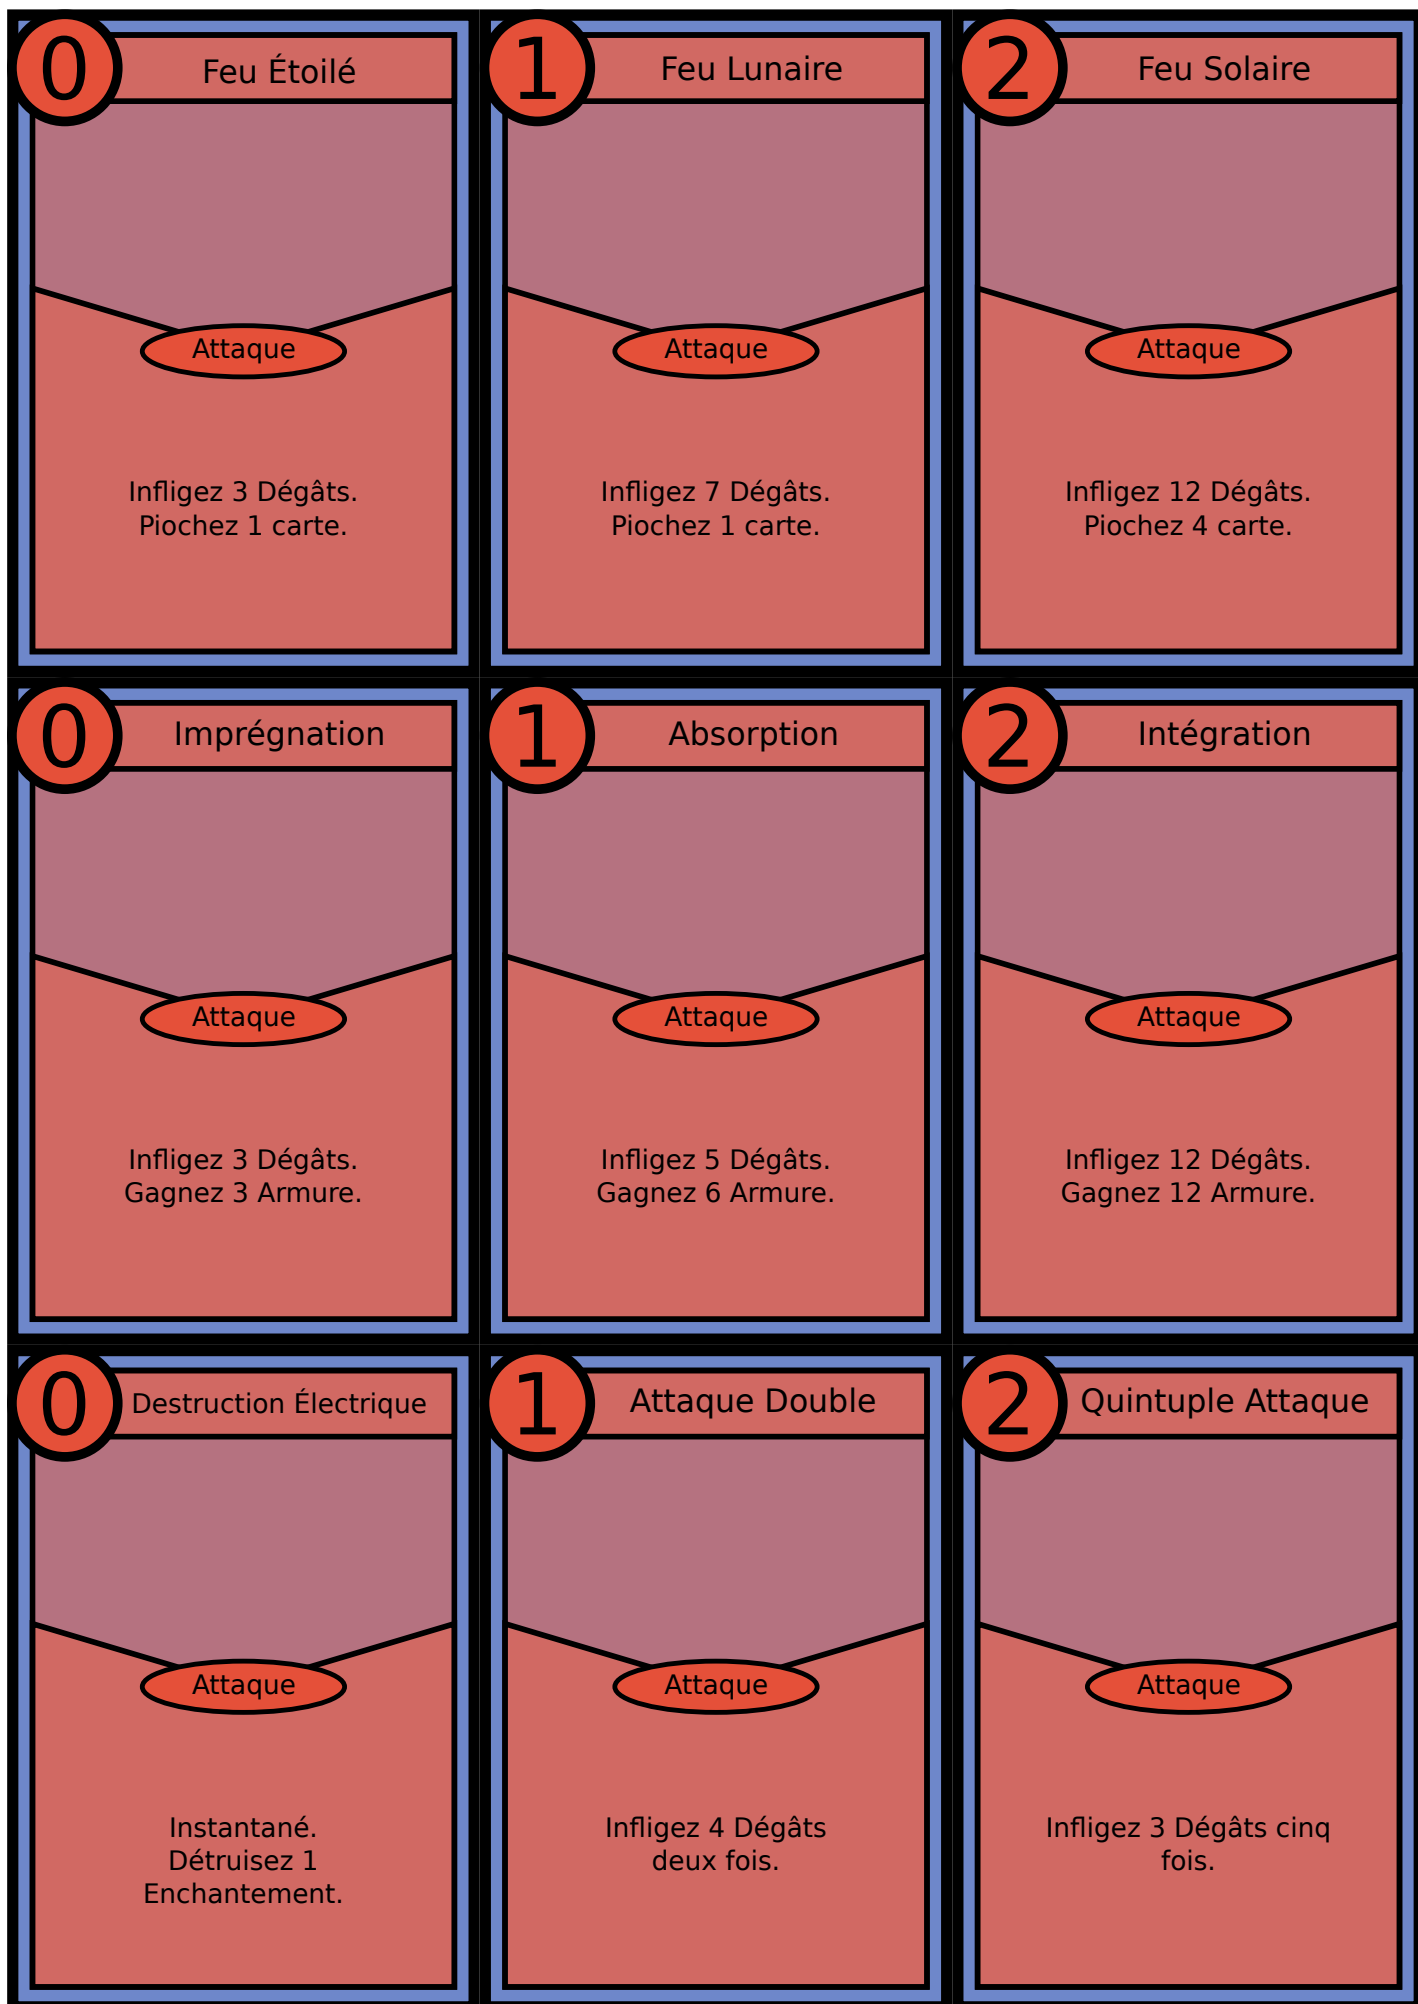 0
Feu Étoilé
Attaque
Infligez 3 Dégâts.
Piochez 1 carte.
1
Feu Lunaire
Attaque
Infligez 7 Dégâts.
Piochez 1 carte.
2
Feu Solaire
Attaque
Infligez 12 Dégâts.
Piochez 4 carte.
0
Imprégnation
Attaque
Infligez 3 Dégâts.
Gagnez 3 Armure.
1
Absorption
Attaque
Infligez 5 Dégâts.
Gagnez 6 Armure.
2
Intégration
Attaque
Infligez 12 Dégâts.
Gagnez 12 Armure.
0
Destruction Électrique
Attaque
Instantané.
Détruisez 1
Enchantement.
1
Attaque Double
Attaque
Infligez 4 Dégâts
deux fois.
2
Quintuple Attaque
Attaque
Infligez 3 Dégâts cinq
fois.